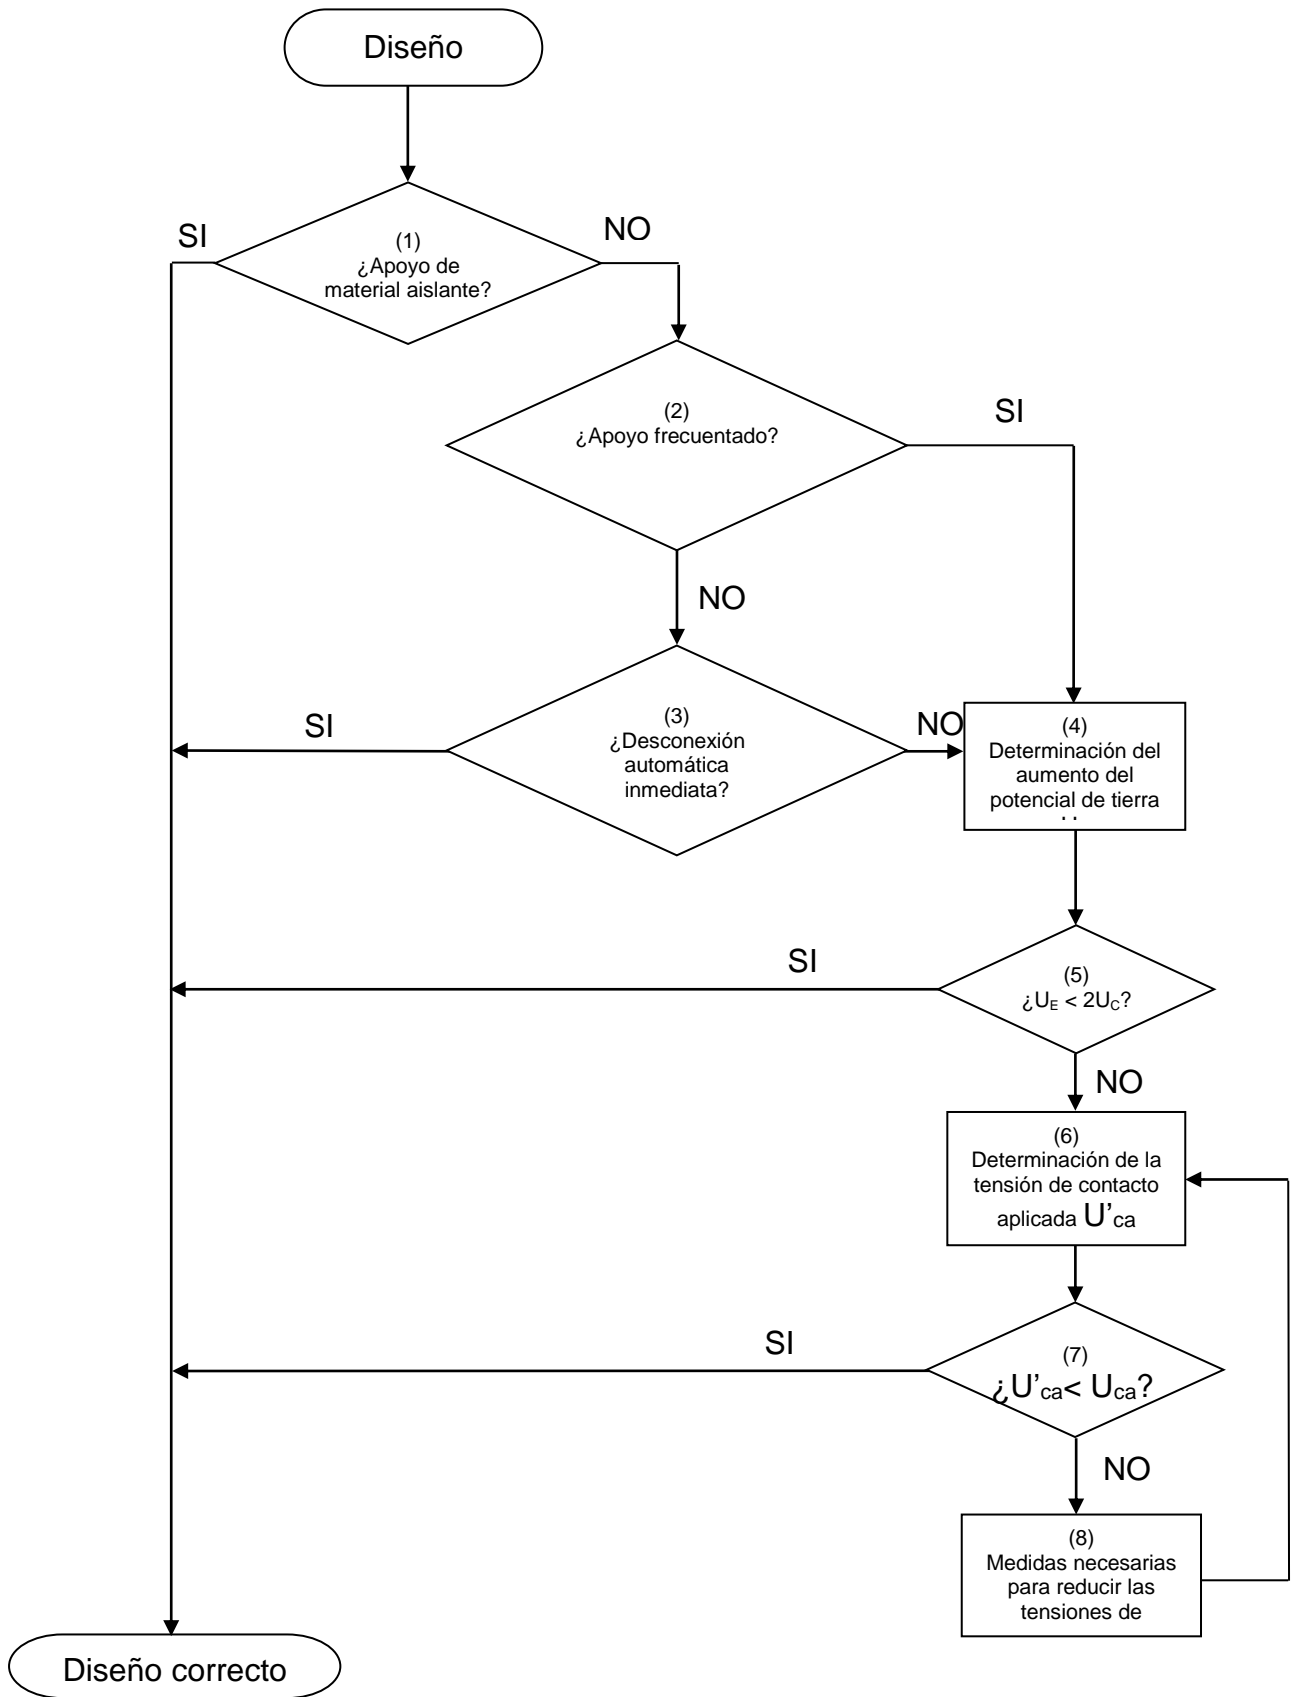 Diseño
SI
NO
(1)
¿Apoyo de
material aislante?
(2)
¿Apoyo frecuentado?
SI
NO
(3)
¿Desconexión
automática
inmediata?
SI
NO
(4)
Determinación del
aumento del
potencial de tierra
SI
(5)
¿U_E < 2U_C?
NO
(6)
Determinación de la
tensión de contacto
aplicada U'ca
SI
(7)
¿U'ca< Uca?
NO
(8)
Medidas necesarias
para reducir las
tensiones de
Diseño correcto